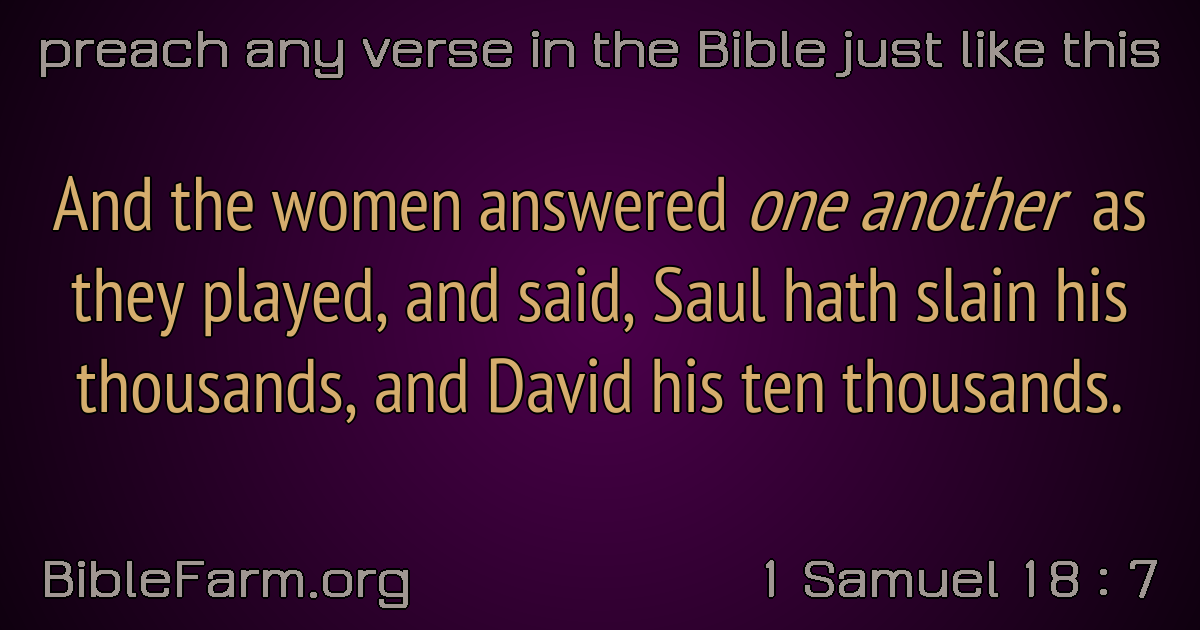 preach any verse in the Bible just like this
And the women answered one another as
they played, and said, Saul hath slain his
thousands, and David his ten thousands.
BibleFarm.org
1 Samuel 18 : 7